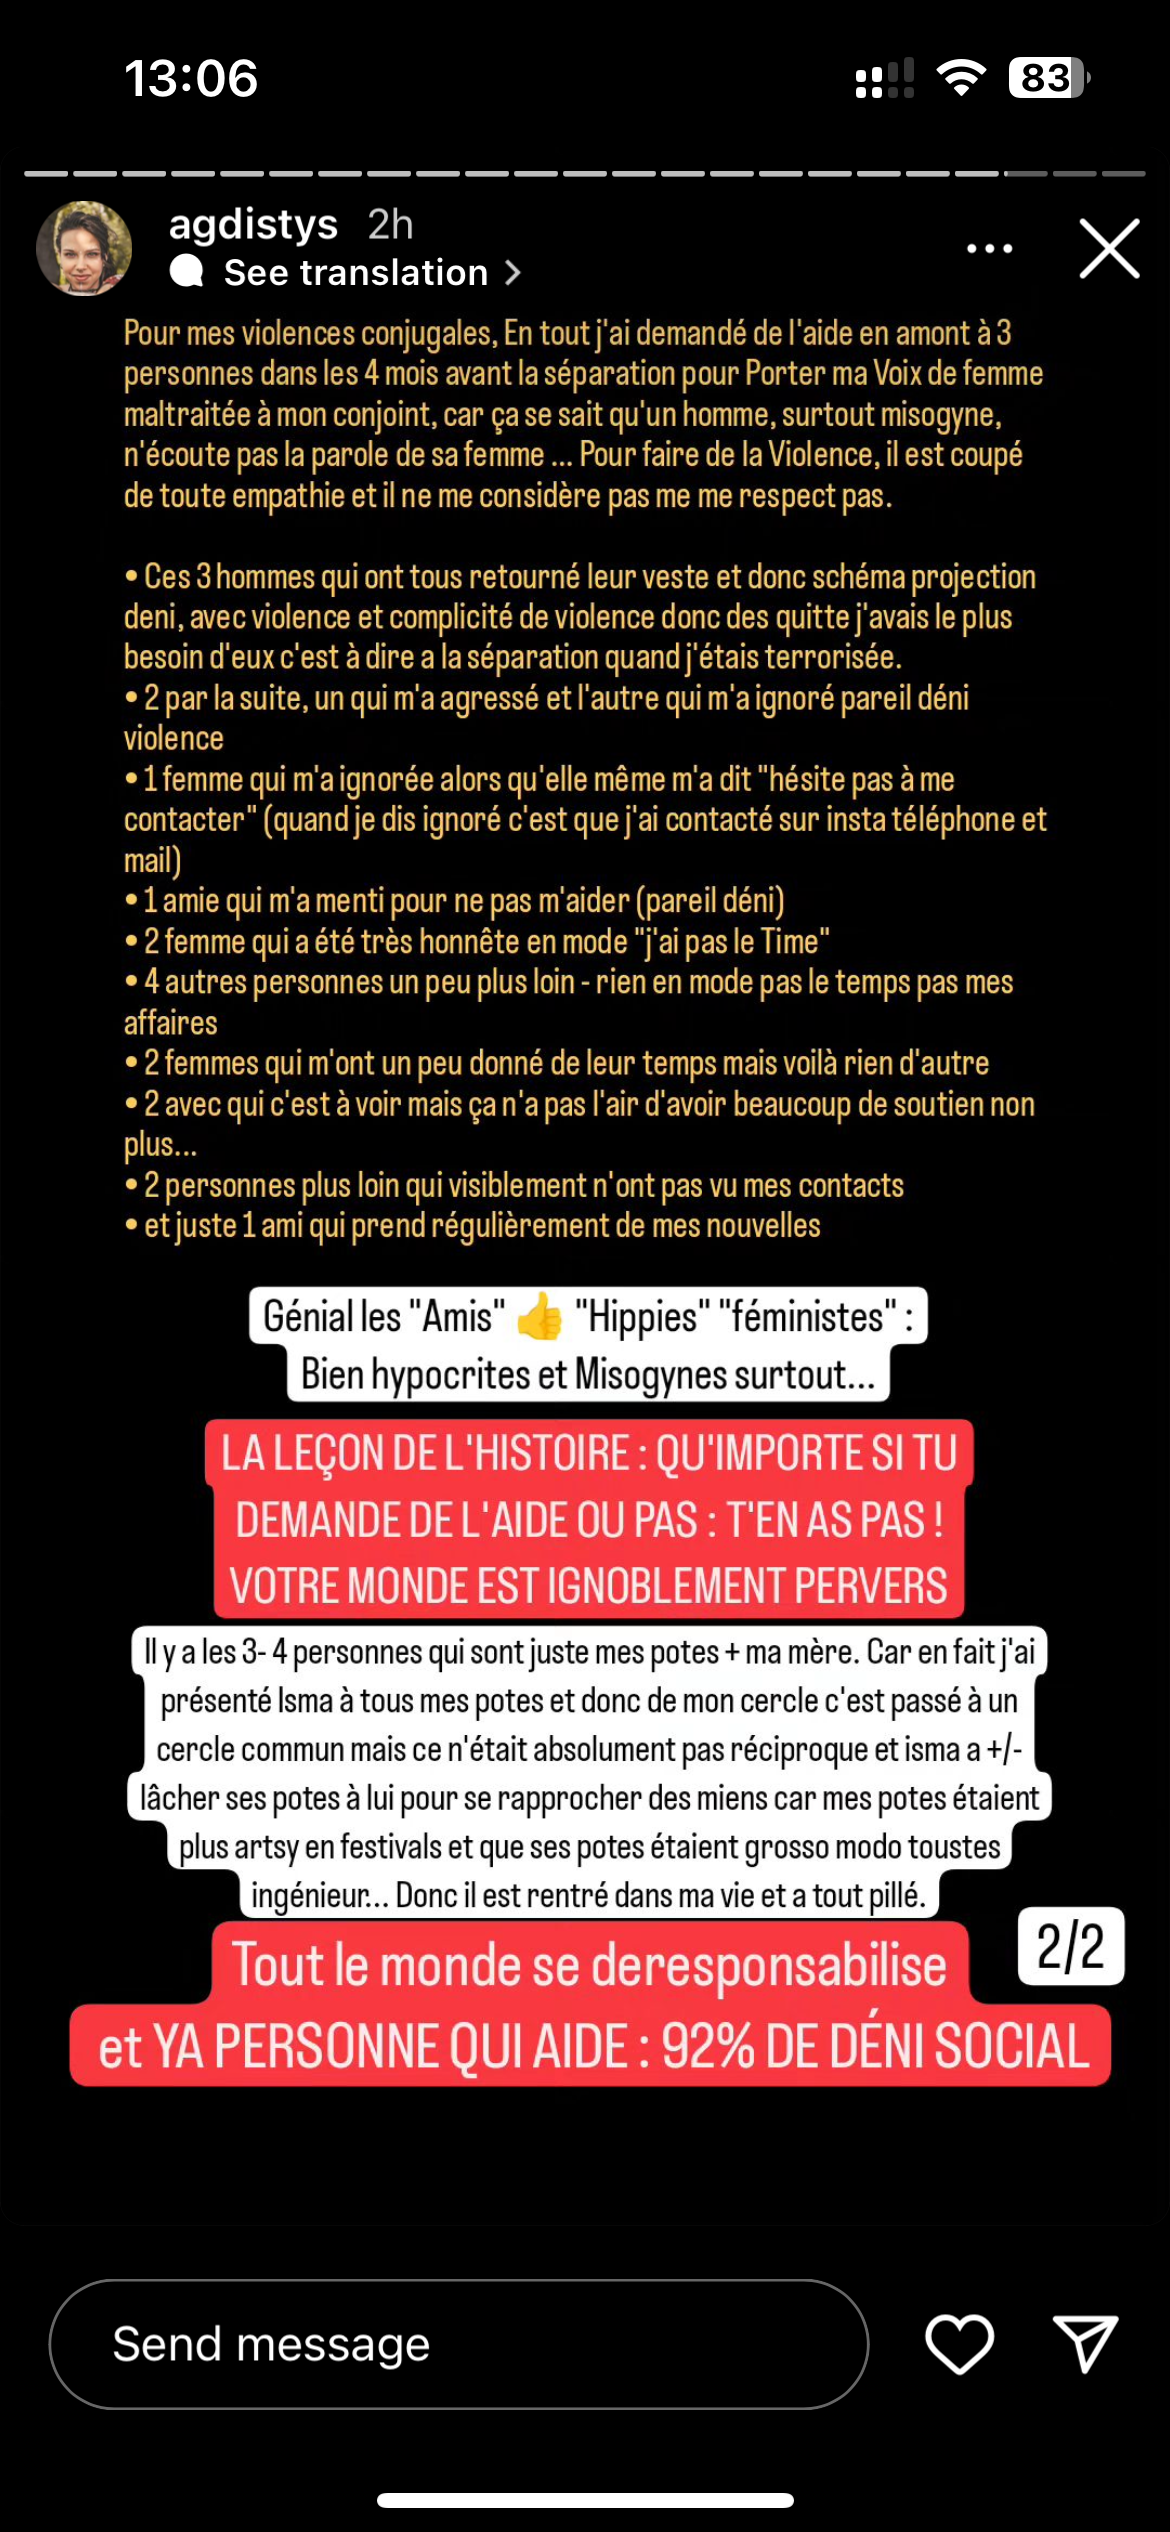 13:06
83
agdistys 2h
See translation
Pour mes violences conjugales, En tout j'ai demandé de l'aide en amont à 3
personnes dans les 4 mois avant la séparation pour Porter ma Voix de femme
maltraitée à mon conjoint, car ça se sait qu'un homme, surtout misogyne,
n'écoute pas la parole de sa femme ... Pour faire de la Violence, il est coupé
de toute empathie et il ne me considère pas me me respect pas.
• Ces 3 hommes qui ont tous retourné leur veste et donc schéma projection
deni, avec violence et complicité de violence donc des quitte j'avais le plus
besoin d'eux c'est à dire a la séparation quand j'étais terrorisée.
• 2 par la suite, un qui m'a agressé et l'autre qui m'a ignoré pareil déni
violence
• 1 femme qui m'a ignorée alors qu'elle même m'a dit "hésite pas à me
contacter" (quand je dis ignoré c'est que j'ai contacté sur insta téléphone et
mail)
• 1 amie qui m'a menti pour ne pas m'aider (pareil déni)
• 2 femme qui a été très honnête en mode "j'ai pas le Time"
• 4 autres personnes un peu plus loin - rien en mode pas le temps pas mes
affaires
• 2 femmes qui m'ont un peu donné de leur temps mais voilà rien d'autre
• 2 avec qui c'est à voir mais ça n'a pas l'air d'avoir beaucoup de soutien non
plus...
• 2 personnes plus loin qui visiblement n'ont pas vu mes contacts
• et juste 1 ami qui prend régulièrement de mes nouvelles
Génial les "Amis" 👍 "Hippies" "féministes" :
Bien hypocrites et Misogynes surtout...
LA LEÇON DE L'HISTOIRE : QU'IMPORTE SI TU
DEMANDE DE L'AIDE OU PAS : T'EN AS PAS !
VOTRE MONDE EST IGNOBLEMENT PERVERS
Il y a les 3- 4 personnes qui sont juste mes potes + ma mère. Car en fait j'ai
présenté Isma à tous mes potes et donc de mon cercle c'est passé à un
cercle commun mais ce n'était absolument pas réciproque et isma a +/-
lâcher ses potes à lui pour se rapprocher des miens car mes potes étaient
plus artsy en festivals et que ses potes étaient grosso modo toustes
ingénieur... Donc il est rentré dans ma vie et a tout pillé.
2/2
Tout le monde se deresponsabilise
et YA PERSONNE QUI AIDE : 92% DE DÉNI SOCIAL
Send message